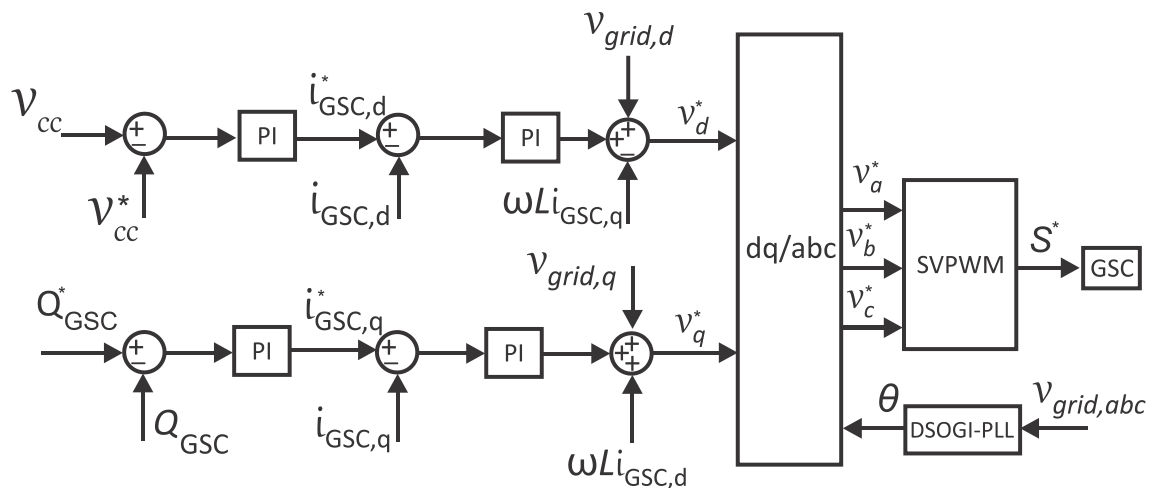 v_grid,d
v_cc
+
−
v*_cc
PI
i*_GSC,d
+
−
i_GSC,d
PI
+
+
−
ωLi_GSC,q
v*_d
Q*_GSC
+
−
Q_GSC
PI
i*_GSC,q
+
−
i_GSC,q
PI
v_grid,q
+
+
+
ωLi_GSC,d
v*_q
dq/abc
v*_a
v*_b
v*_c
SVPWM
S*
GSC
θ
DSOGI-PLL
v_grid,abc